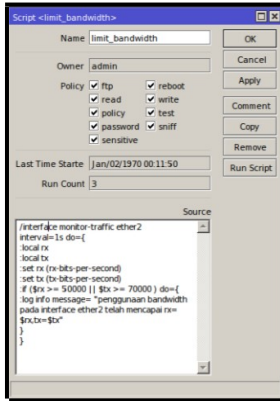 Script <limit_bandwidth>
Name limit_bandwidth
OK
Owner admin
Cancel
Policy ftp reboot
Apply
read write
policy test
Comment
password sniff
Copy
sensitive
Remove
Last Time Starte Jan/02/1970 00:11:50
Run Script
Run Count 3
Source
/interface monitor-traffic ether2
interval=1s do={
:local rx
:local tx
:set rx (rx-bits-per-second)
:set tx (tx-bits-per-second)
:if ($rx >= 50000 || $tx >= 70000 ) do={
:log info message= "penggunaan bandwidth
pada interface ether2 telah mencapai rx=
$rx,tx=$tx"
}
}